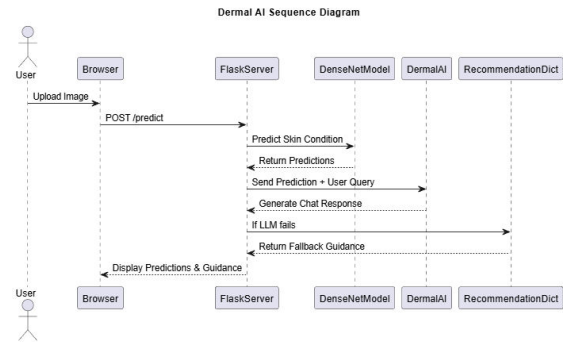 Dermal AI Sequence Diagram
User
Browser
FlaskServer
DenseNetModel
DermalAI
RecommendationDict
Upload Image
POST /predict
Predict Skin Condition
Return Predictions
Send Prediction + User Query
Generate Chat Response
If LLM fails
Return Fallback Guidance
Display Predictions & Guidance
User
Browser
FlaskServer
DenseNetModel
DermalAI
RecommendationDict